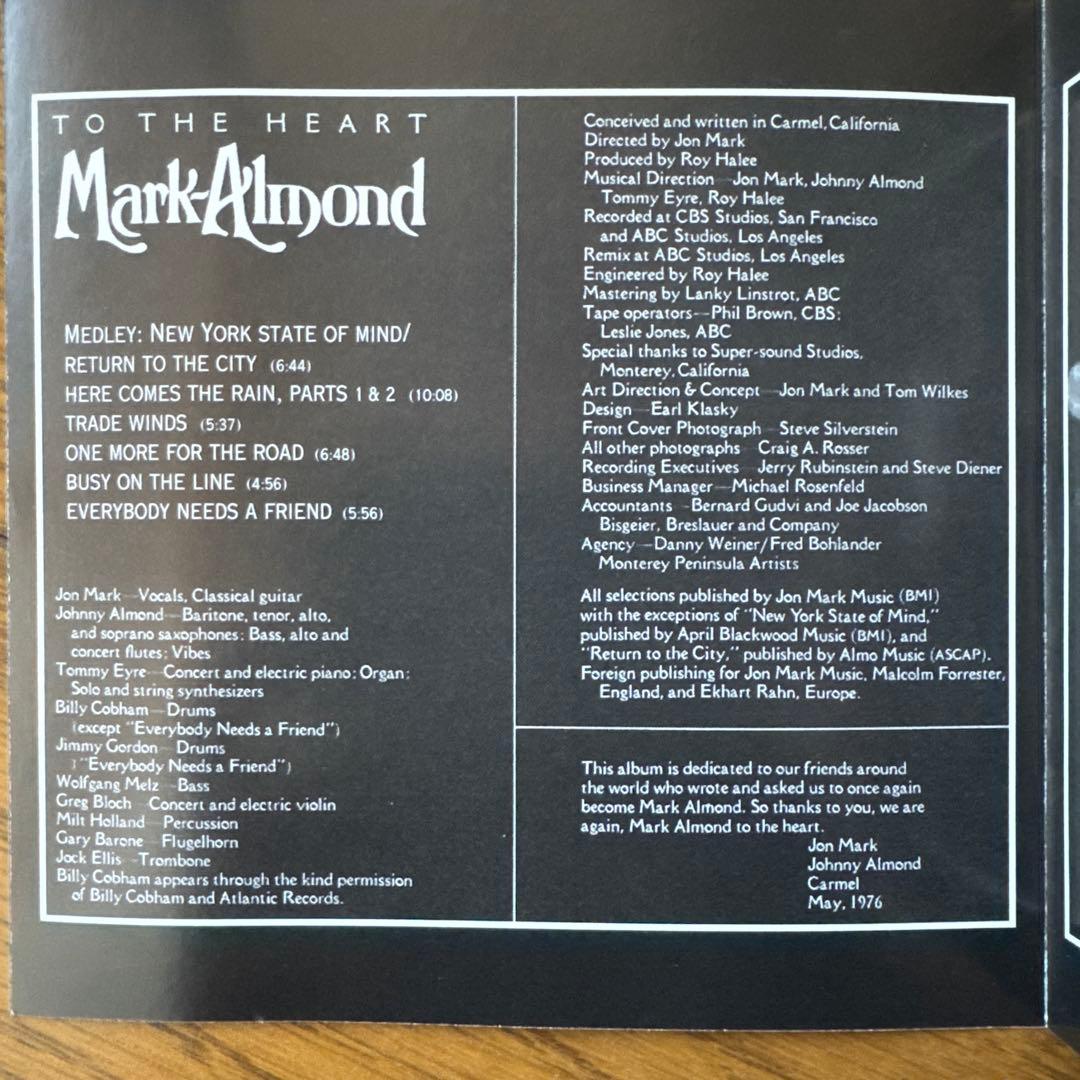 TO THE HEART
Mark-Almond
MEDLEY: NEW YORK STATE OF MIND/
RETURN TO THE CITY (6:44)
HERE COMES THE RAIN, PARTS 1 & 2 (10:08)
TRADE WINDS (5:37)
ONE MORE FOR THE ROAD (6:48)
BUSY ON THE LINE (4:56)
EVERYBODY NEEDS A FRIEND (5:56)
Jon Mark—Vocals, Classical guitar
Johnny Almond—Baritone, tenor, alto,
and soprano saxophones: Bass, alto and
concert flutes: Vibes
Tommy Eyre—Concert and electric piano: Organ:
Solo and string synthesizers
Billy Cobham—Drums
(except "Everybody Needs a Friend")
Jimmy Gordon—Drums
("Everybody Needs a Friend")
Wolfgang Melz—Bass
Greg Bloch—Concert and electric violin
Milt Holland—Percussion
Gary Barone—Flugelhorn
Jock Ellis—Trombone
Billy Cobham appears through the kind permission
of Billy Cobham and Atlantic Records.
Conceived and written in Carmel, California
Directed by Jon Mark
Produced by Roy Halee
Musical Direction—Jon Mark, Johnny Almond
Tommy Eyre, Roy Halee
Recorded at CBS Studios, San Francisco
and ABC Studios, Los Angeles
Remix at ABC Studios, Los Angeles
Engineered by Roy Halee
Mastering by Lanky Linstrot, ABC
Tape operators—Phil Brown, CBS:
Leslie Jones, ABC
Special thanks to Super-sound Studios,
Monterey, California
Art Direction & Concept—Jon Mark and Tom Wilkes
Design—Earl Klasky
Front Cover Photograph—Steve Silverstein
All other photographs—Craig A. Rosser
Recording Executives—Jerry Rubinstein and Steve Diener
Business Manager—Michael Rosenfeld
Accountants—Bernard Gudvi and Joe Jacobson
Bisgeier, Breslauer and Company
Agency—Danny Weiner/Fred Bohlander
Monterey Peninsula Artists
All selections published by Jon Mark Music (BMI)
with the exceptions of "New York State of Mind,"
published by April Blackwood Music (BMI), and
"Return to the City," published by Almo Music (ASCAP).
Foreign publishing for Jon Mark Music, Malcolm Forrester,
England, and Ekhart Rahn, Europe.
This album is dedicated to our friends around
the world who wrote and asked us to once again
become Mark Almond. So thanks to you, we are
again, Mark Almond to the heart.
Jon Mark
Johnny Almond
Carmel
May, 1976